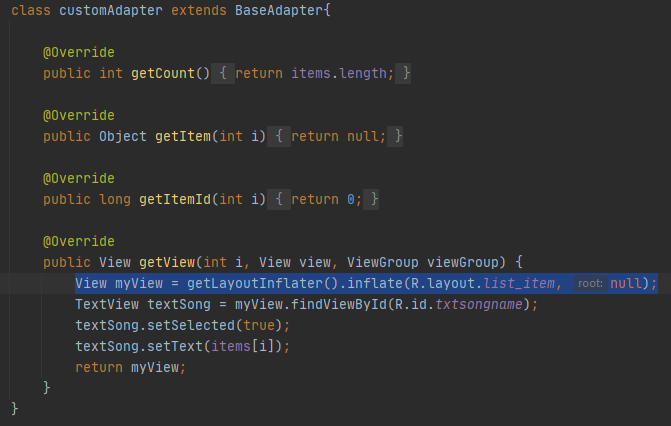 class customAdapter extends BaseAdapter{
@Override
public int getCount() { return items.length; }
@Override
public Object getItem(int i) { return null; }
@Override
public long getItemId(int i) { return 0; }
@Override
public View getView(int i, View view, ViewGroup viewGroup) {
View myView = getLayoutInflater().inflate(R.layout.list_item, root: null);
TextView textSong = myView.findViewById(R.id.txtsongname);
textSong.setSelected(true);
textSong.setText(items[i]);
return myView;
}
}